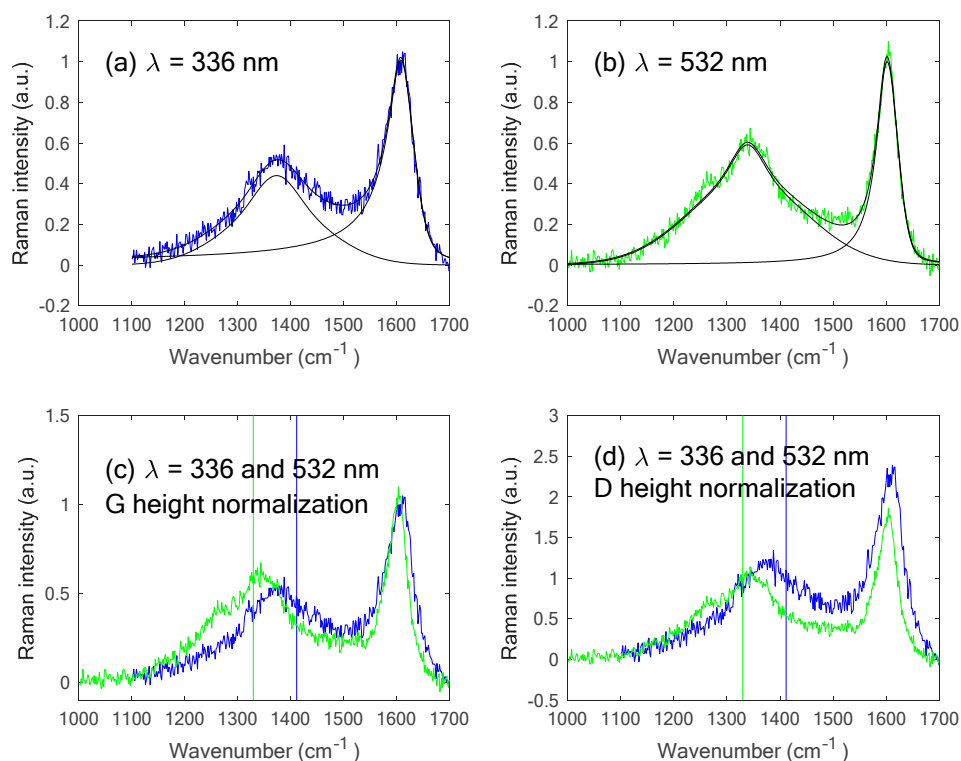 (a) λ = 336 nm
Raman intensity (a.u.)
1.2
1
0.8
0.6
0.4
0.2
0
-0.2
1000 1100 1200 1300 1400 1500 1600 1700
Wavenumber (cm⁻¹ )
(b) λ = 532 nm
Raman intensity (a.u.)
1.2
1
0.8
0.6
0.4
0.2
0
-0.2
1000 1100 1200 1300 1400 1500 1600 1700
Wavenumber (cm⁻¹ )
(c) λ = 336 and 532 nm
G height normalization
Raman intensity (a.u.)
1.5
1
0.5
0
1000 1100 1200 1300 1400 1500 1600 1700
Wavenumber (cm⁻¹ )
(d) λ = 336 and 532 nm
D height normalization
Raman intensity (a.u.)
3
2.5
2
1.5
1
0.5
0
-0.5
1000 1100 1200 1300 1400 1500 1600 1700
Wavenumber (cm⁻¹ )